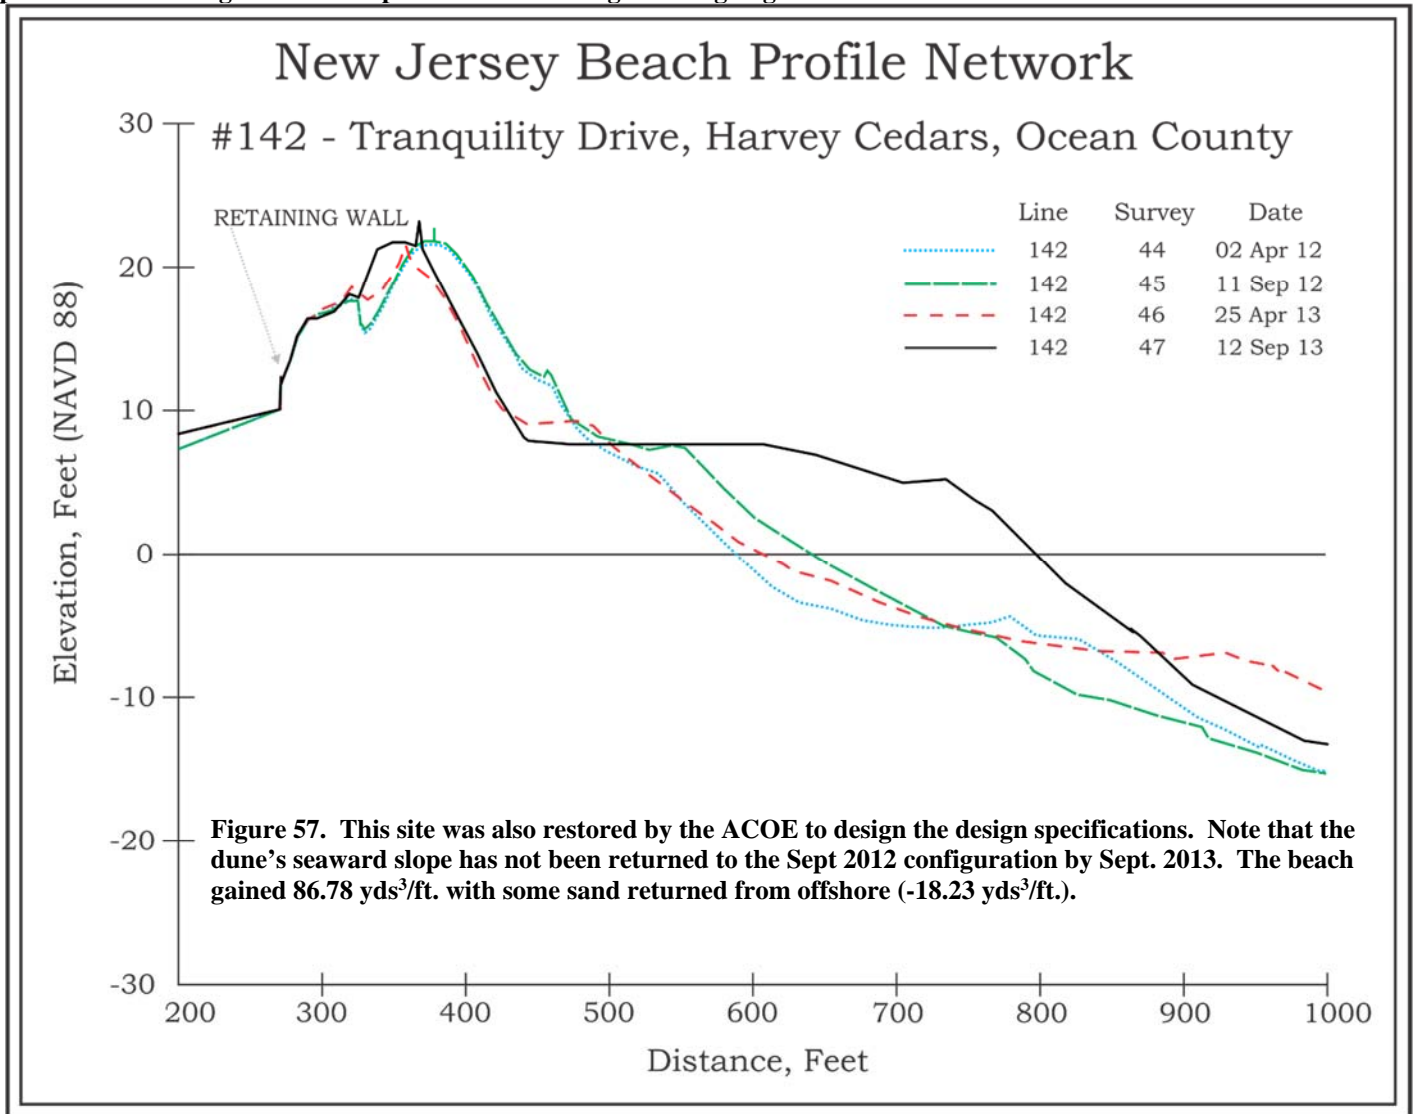 New Jersey Beach Profile Network
#142 - Tranquility Drive, Harvey Cedars, Ocean County
RETAINING WALL
Line Survey Date
142 44 02 Apr 12
142 45 11 Sep 12
142 46 25 Apr 13
142 47 12 Sep 13
Elevation, Feet (NAVD 88)
30
20
10
0
-10
-20
-30
Figure 57. This site was also restored by the ACOE to design the design specifications. Note that the
dune’s seaward slope has not been returned to the Sept 2012 configuration by Sept. 2013. The beach
gained 86.78 yds³/ft. with some sand returned from offshore (-18.23 yds³/ft.).
200 300 400 500 600 700 800 900 1000
Distance, Feet